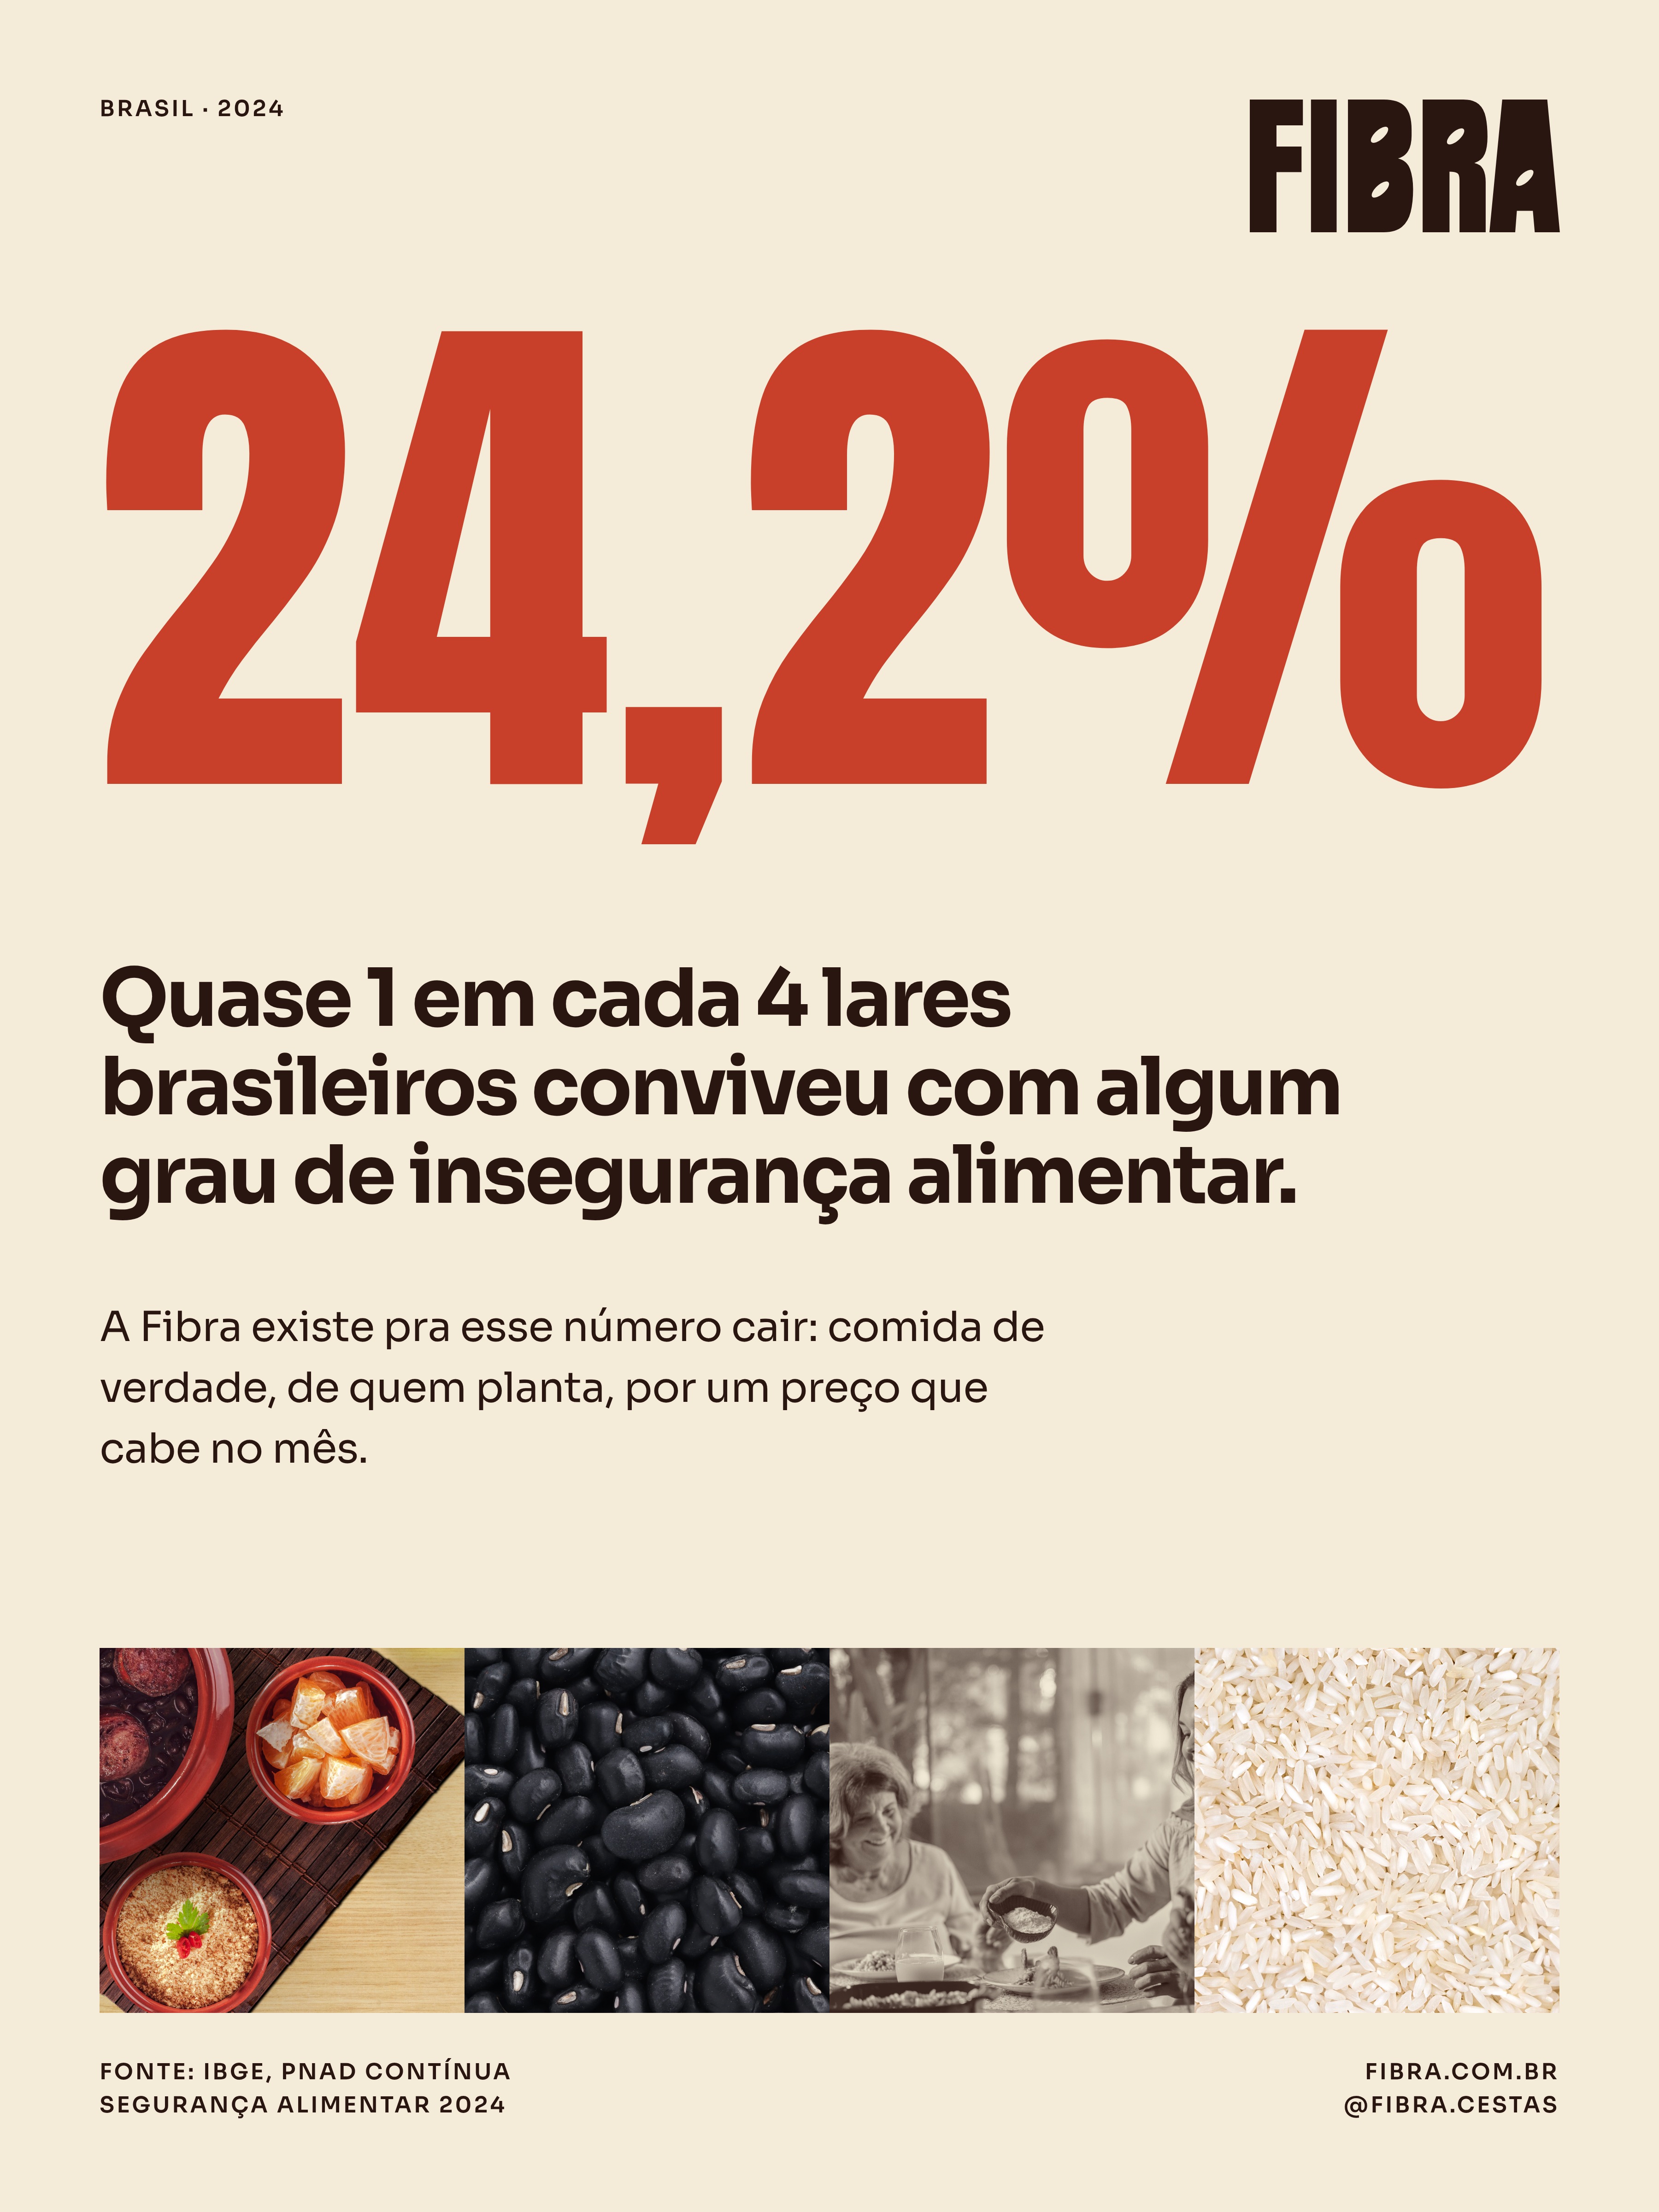 BRASIL · 2024
FIBRA
24,2%
Quase 1 em cada 4 lares
brasileiros conviveu com algum
grau de insegurança alimentar.
A Fibra existe pra esse número cair: comida de
verdade, de quem planta, por um preço que
cabe no mês.
FONTE: IBGE, PNAD CONTÍNUA
SEGURANÇA ALIMENTAR 2024
FIBRA.COM.BR
@FIBRA.CESTAS